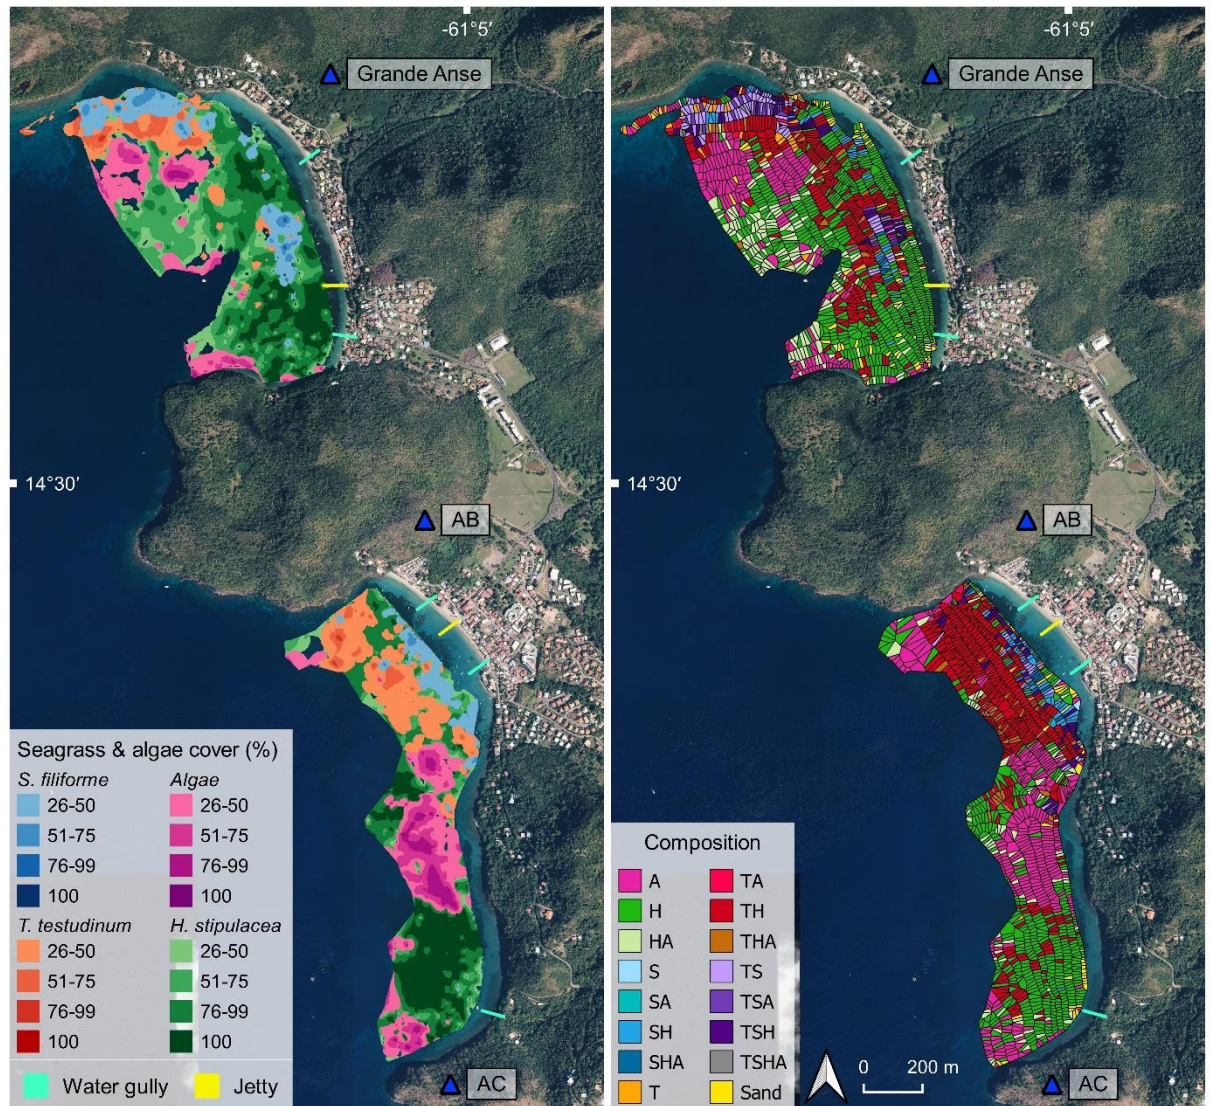 -61°5′
Grande Anse
14°30′
AB
Seagrass & algae cover (%)
S. filiforme
Algae
26-50
26-50
51-75
51-75
76-99
76-99
100
100
T. testudinum
H. stipulacea
26-50
26-50
51-75
51-75
76-99
76-99
100
100
Water gully
Jetty
AC
-61°5′
Grande Anse
14°30′
AB
Composition
A
TA
H
TH
HA
THA
S
TS
SA
TSA
SH
TSH
SHA
TSHA
T
Sand
0
200 m
AC